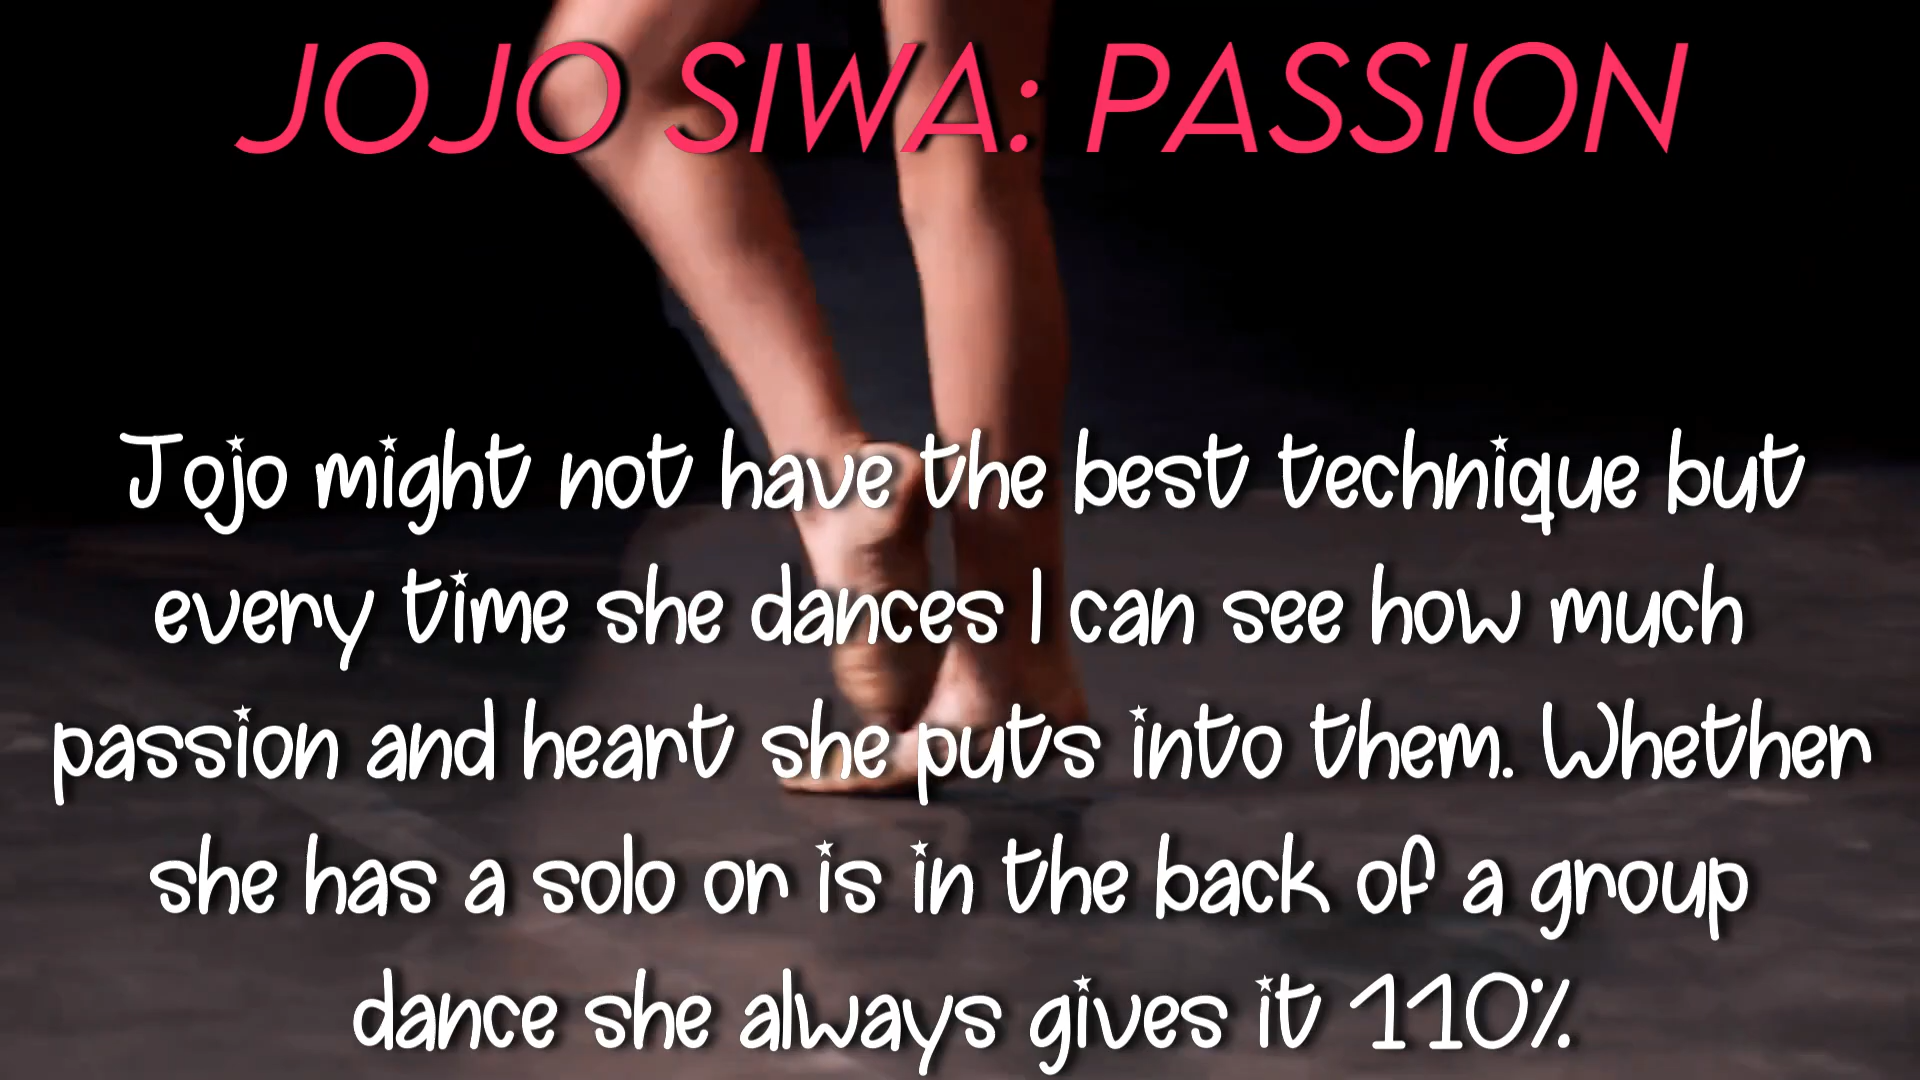 JOJO SIWA: PASSION
Jojo might not have the best technique but
every time she dances I can see how much
passion and heart she puts into them. Whether
she has a solo or is in the back of a group
dance she always gives it 110%